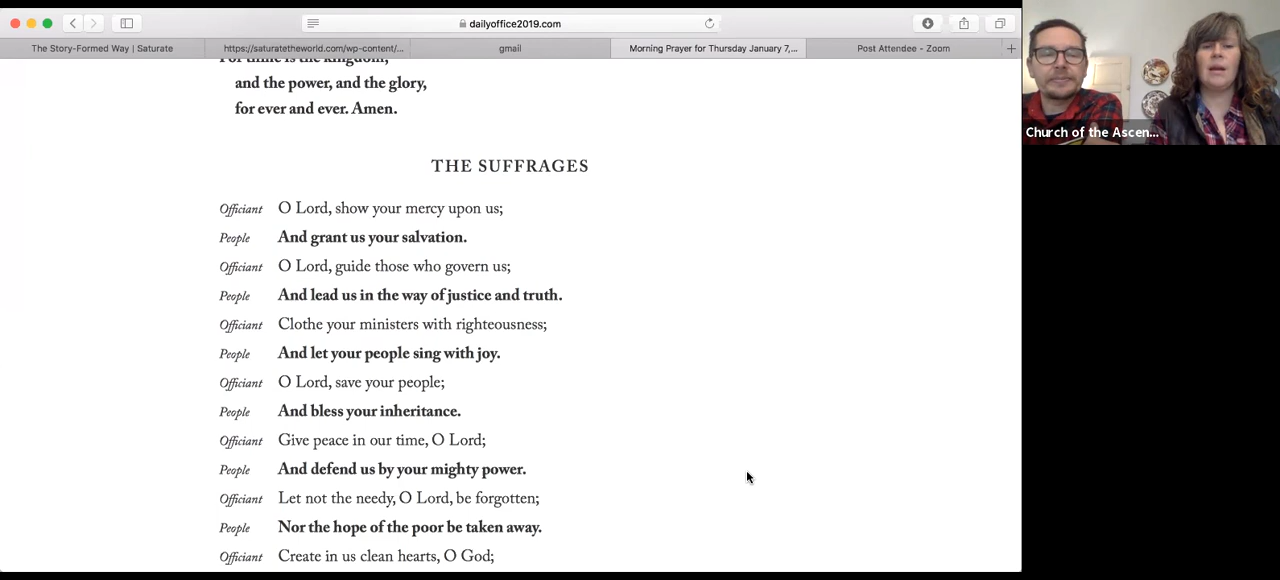 dailyoffice2019.com
The Story-Formed Way | Saturate
https://saturatetheworld.com/wp-content/...
gmail
Morning Prayer for Thursday January 7,...
Post Attendee - Zoom
For thine is the kingdom,
and the power, and the glory,
for ever and ever. Amen.
THE SUFFRAGES
Officiant O Lord, show your mercy upon us;
People And grant us your salvation.
Officiant O Lord, guide those who govern us;
People And lead us in the way of justice and truth.
Officiant Clothe your ministers with righteousness;
People And let your people sing with joy.
Officiant O Lord, save your people;
People And bless your inheritance.
Officiant Give peace in our time, O Lord;
People And defend us by your mighty power.
Officiant Let not the needy, O Lord, be forgotten;
People Nor the hope of the poor be taken away.
Officiant Create in us clean hearts, O God;
Church of the Ascen...